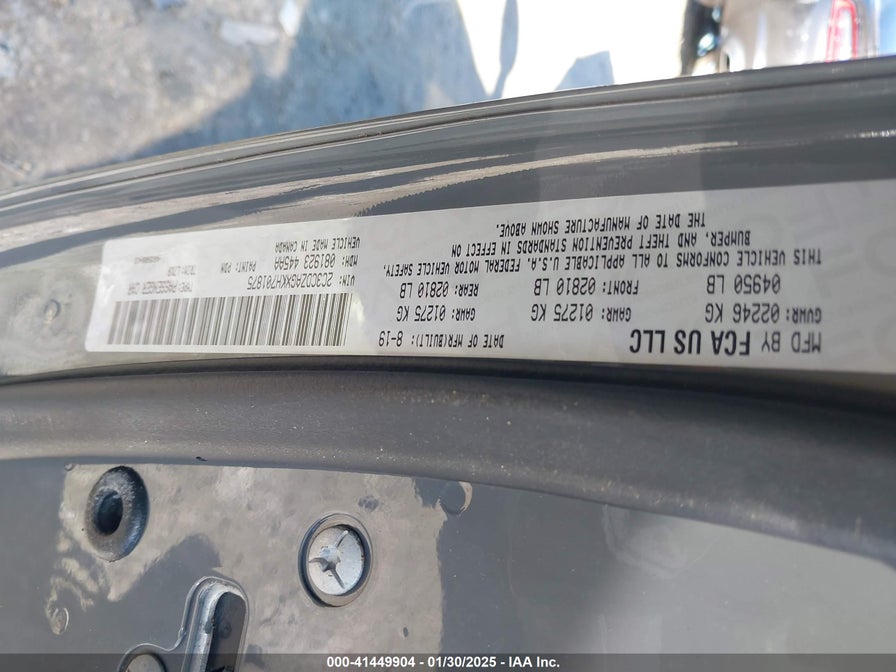 MFD BY FCA US LLC
DATE OF MFR(BUILT): 8-19
GVWR: 02246 KG
04950 LB
GAWR: 01275 KG
FRONT: 02810 LB
GAWR: 01275 KG
REAR: 02810 LB
THIS VEHICLE CONFORMS TO ALL APPLICABLE U.S.A. FEDERAL MOTOR VEHICLE SAFETY,
BUMPER, AND THEFT PREVENTION STANDARDS IN EFFECT ON
THE DATE OF MANUFACTURE SHOWN ABOVE.
VIN: 2C3CDZAG5KH701875
TYPE: PASSENGER CAR
MDH: 081923 445AA
PAINT: PDN
VEHICLE MADE IN CANADA
000-41449904 - 01/30/2025 - IAA Inc.